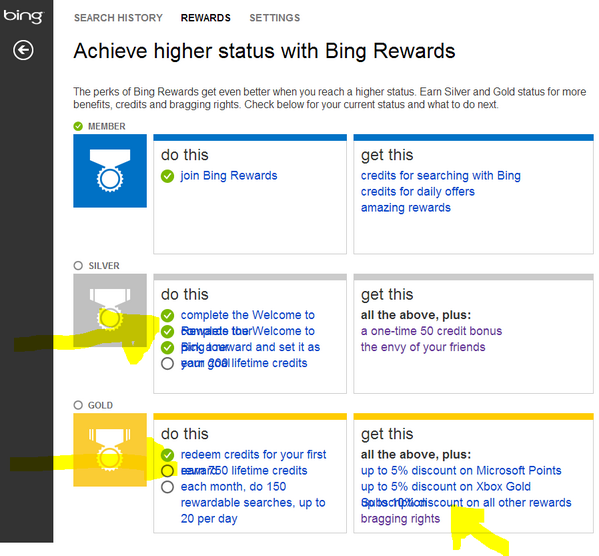 bing
SEARCH HISTORY REWARDS SETTINGS
Achieve higher status with Bing Rewards
The perks of Bing Rewards get even better when you reach a higher status. Earn Silver and Gold status for more
benefits, credits and bragging rights. Check below for your current status and what to do next.
MEMBER
do this
join Bing Rewards
get this
credits for searching with Bing
credits for daily offers
amazing rewards
SILVER
do this
complete the Welcome to
Rewards tour
complete the Welcome to
Bing tour
pick a reward and set it as
your goal
earn 200 lifetime credits
get this
all the above, plus:
a one-time 50 credit bonus
the envy of your friends
GOLD
do this
redeem credits for your first
reward
earn 750 lifetime credits
each month, do 150
rewardable searches, up to
20 per day
get this
all the above, plus:
up to 5% discount on Microsoft Points
up to 5% discount on Xbox Gold
Subscription
up to 10% discount on all other rewards
bragging rights